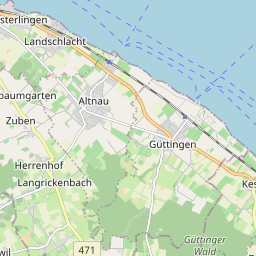 sterlingen
Landschlacht
baumgarten
Altnau
Zuben
Güttingen
Herrenhof
Kes
Langrickenbach
Güttinger
Wald
471
wil